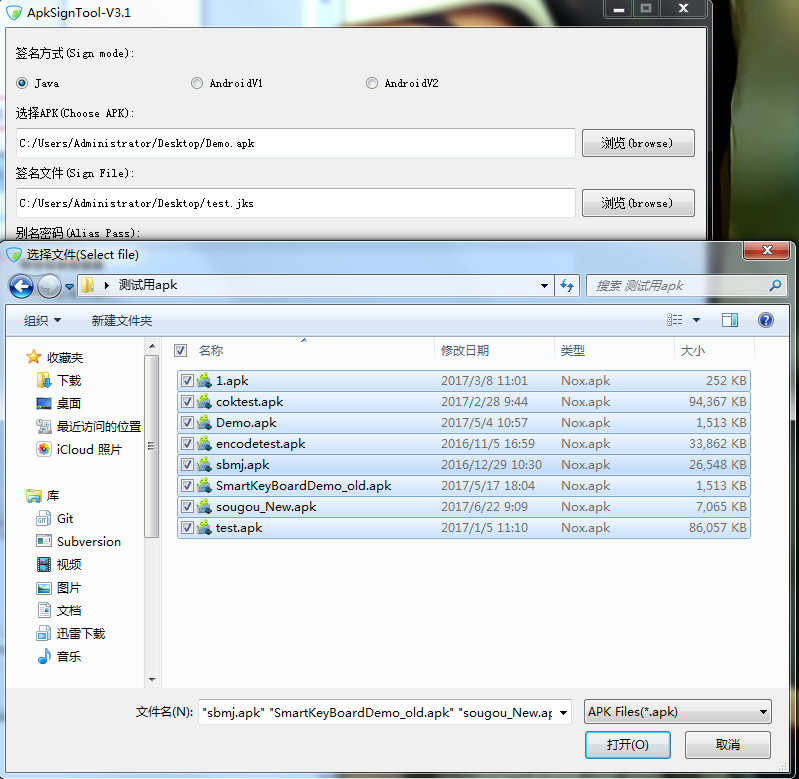 ApkSignTool-V3.1
签名方式(Sign mode):
Java AndroidV1 AndroidV2
选择APK(Choose APK):
C:/Users/Administrator/Desktop/Demo.apk 浏览(browse)
签名文件(Sign File):
C:/Users/Administrator/Desktop/test.jks 浏览(browse)
别名密码(Alias Pass):
选择文件(Select file)
测试用apk 搜索 测试用apk
组织 新建文件夹
名称 修改日期 类型 大小
收藏夹
下载
桌面
最近访问的位置
iCloud 照片
库
Git
Subversion
视频
图片
文档
迅雷下载
音乐
1.apk 2017/3/8 11:01 Nox.apk 252 KB
coktest.apk 2017/2/28 9:44 Nox.apk 94,367 KB
Demo.apk 2017/5/4 10:57 Nox.apk 1,513 KB
encodetest.apk 2016/11/5 16:59 Nox.apk 33,862 KB
sbmj.apk 2016/12/29 10:30 Nox.apk 26,548 KB
SmartKeyBoardDemo_old.apk 2017/5/17 18:04 Nox.apk 1,513 KB
sougou_New.apk 2017/6/22 9:09 Nox.apk 7,065 KB
test.apk 2017/1/5 11:10 Nox.apk 86,057 KB
文件名(N): "sbmj.apk" "SmartKeyBoardDemo_old.apk" "sougou_New.ap APK Files(*.apk)
打开(O) 取消